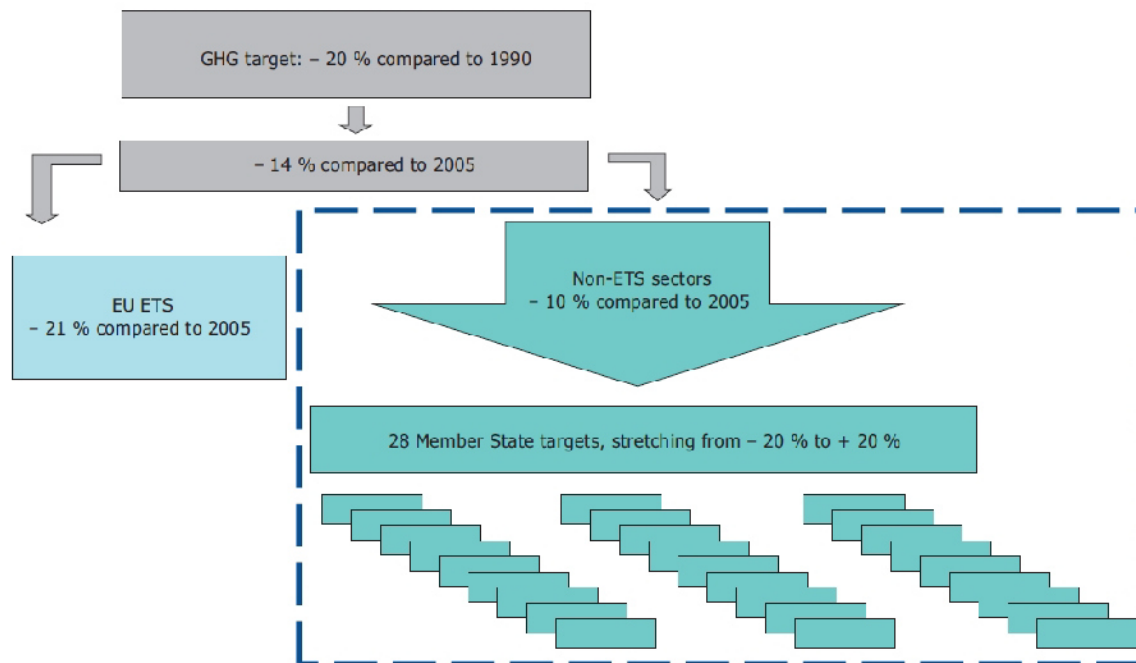 GHG target: – 20 % compared to 1990
– 14 % compared to 2005
EU ETS
– 21 % compared to 2005
Non-ETS sectors
– 10 % compared to 2005
28 Member State targets, stretching from – 20 % to + 20 %